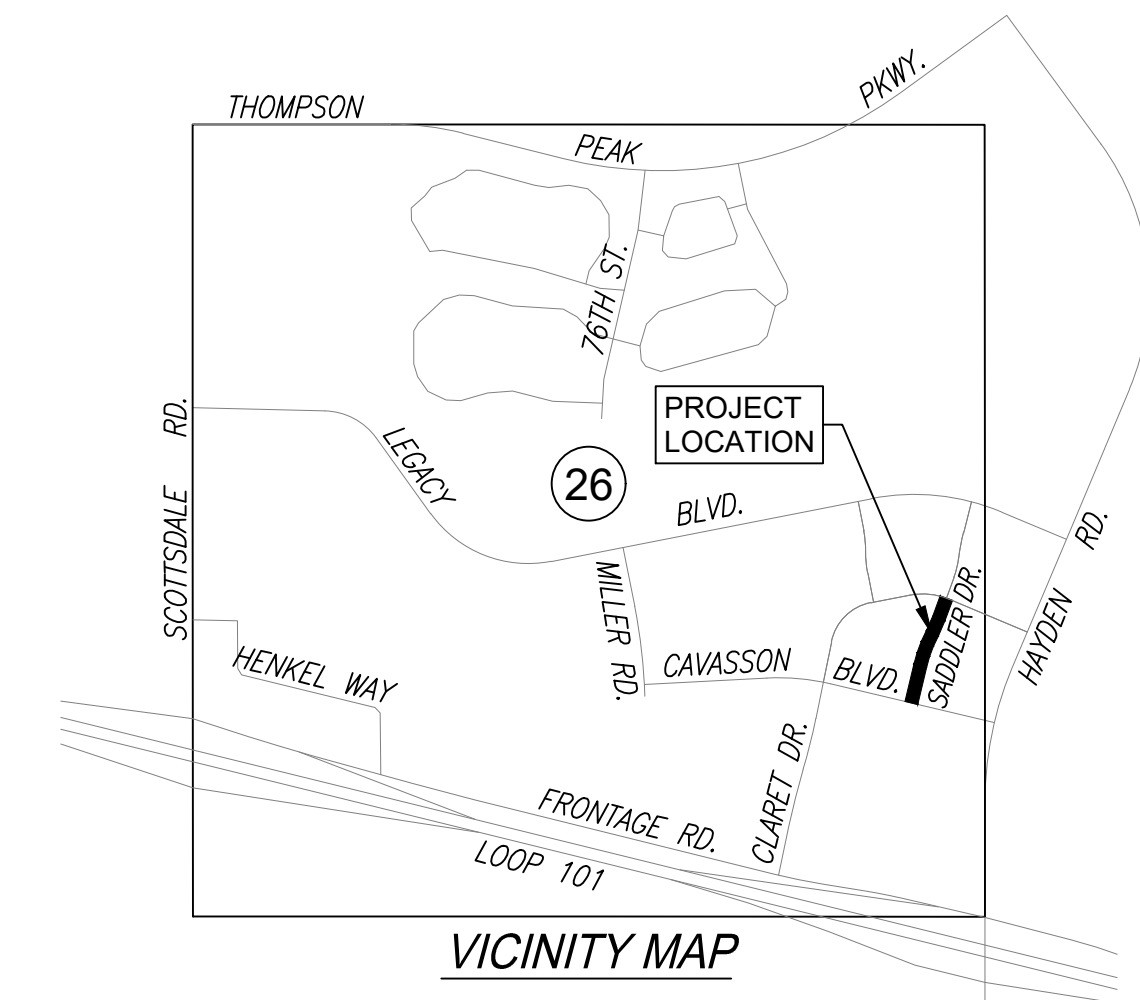 THOMPSON
PEAK
PKWY.
76TH ST.
SCOTTSDALE RD.
LEGACY
BLVD.
26
PROJECT
LOCATION
MILLER RD.
CAVASSON
BLVD.
SADDLER DR.
HAYDEN RD.
HENKEL WAY
CLARET DR.
FRONTAGE RD.
LOOP 101
VICINITY MAP